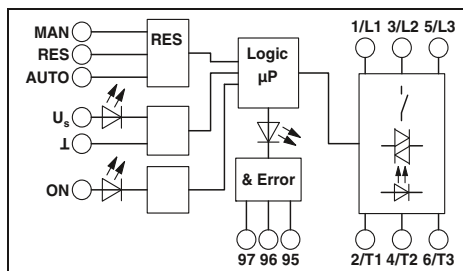 MAN
RES
AUTO
RES
Logic
µP
1/L1 3/L2 5/L3
Us
⊥
ON
& Error
97 96 95
2/T1 4/T2 6/T3